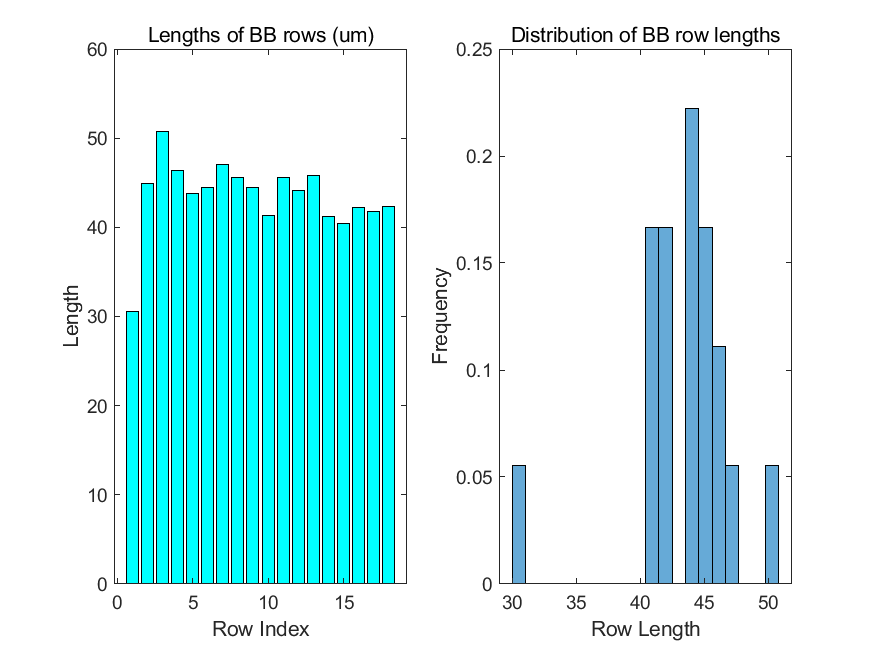 Lengths of BB rows (um)
60
50
40
30
20
10
0
Length
0 5 10 15
Row Index
Distribution of BB row lengths
0.25
0.2
0.15
0.1
0.05
0
Frequency
30 35 40 45 50
Row Length